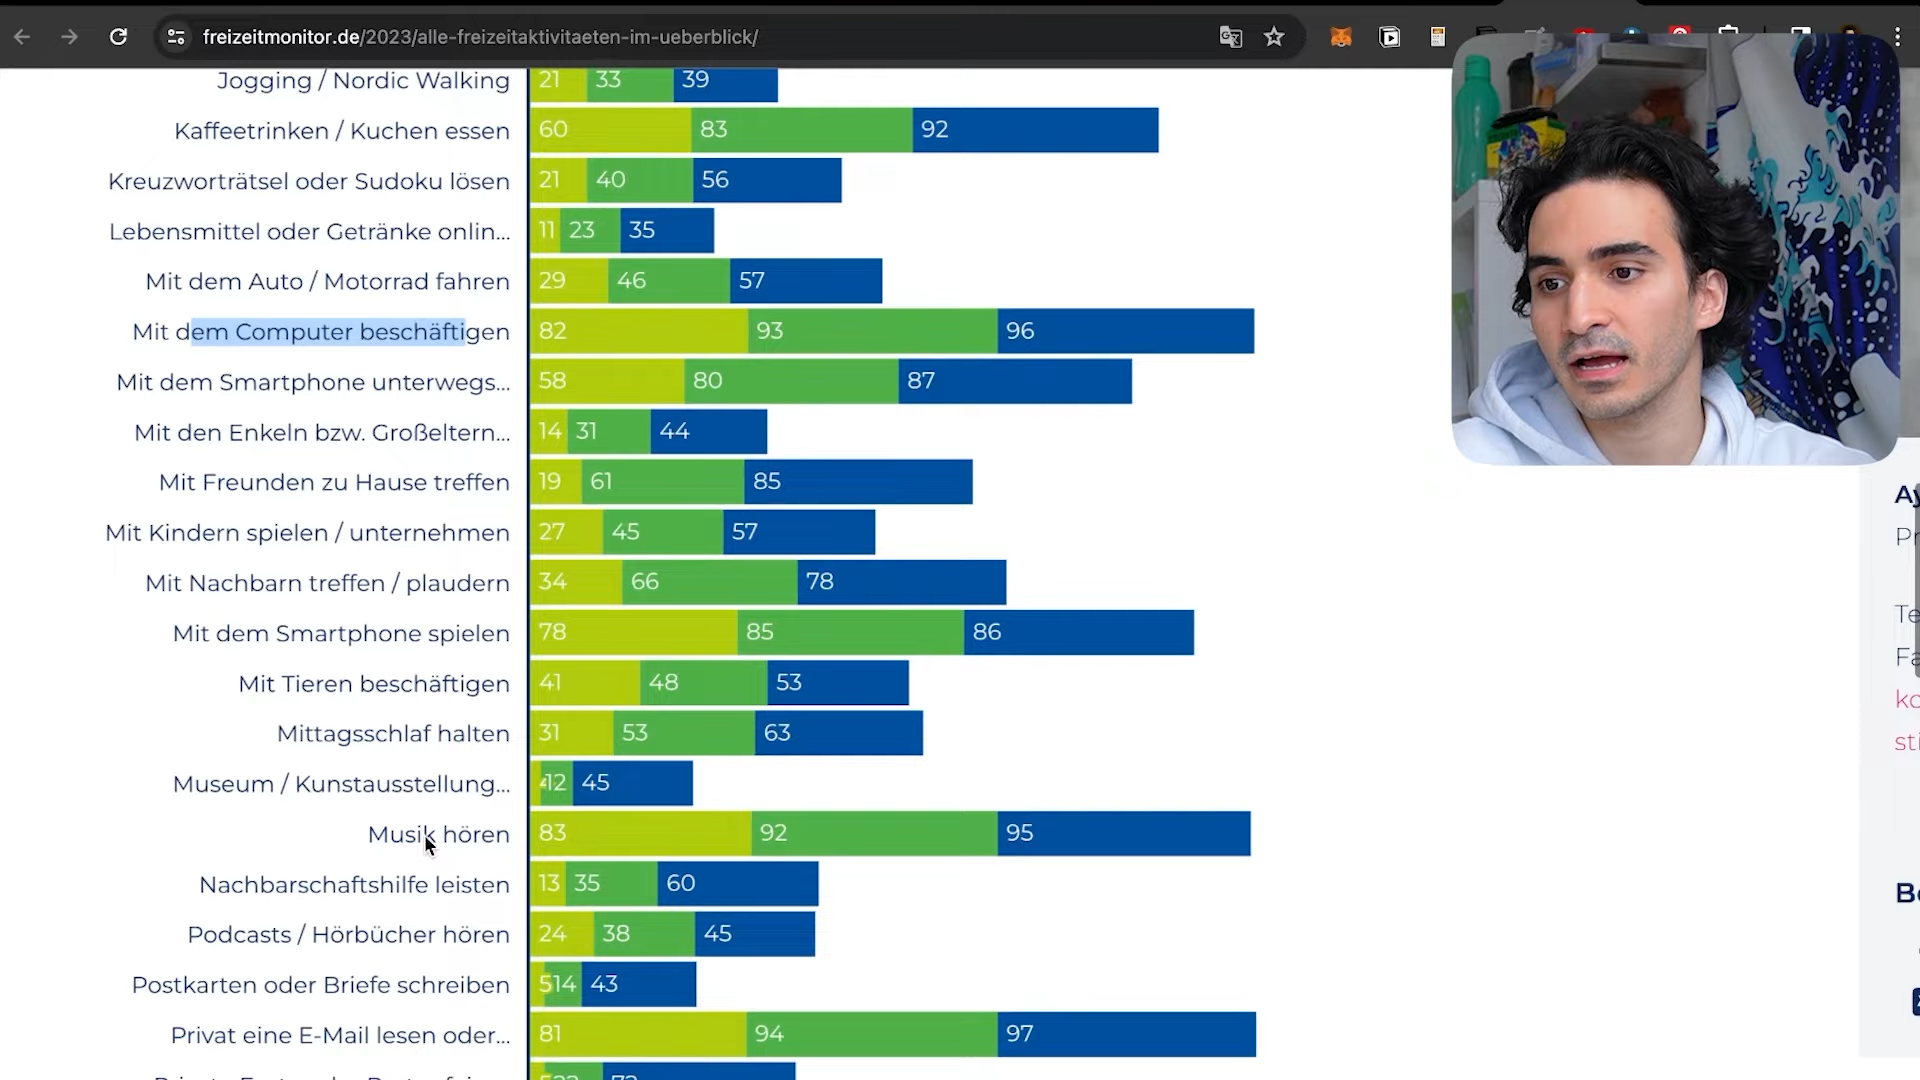 freizeitmonitor.de/2023/alle-freizeitaktivitaeten-im-ueberblick/
Jogging / Nordic Walking 21 33 39
Kaffeetrinken / Kuchen essen 60 83 92
Kreuzworträtsel oder Sudoku lösen 21 40 56
Lebensmittel oder Getränke onlin... 11 23 35
Mit dem Auto / Motorrad fahren 29 46 57
Mit dem Computer beschäftigen 82 93 96
Mit dem Smartphone unterwegs... 58 80 87
Mit den Enkeln bzw. Großeltern... 14 31 44
Mit Freunden zu Hause treffen 19 61 85
Mit Kindern spielen / unternehmen 27 45 57
Mit Nachbarn treffen / plaudern 34 66 78
Mit dem Smartphone spielen 78 85 86
Mit Tieren beschäftigen 41 48 53
Mittagsschlaf halten 31 53 63
Museum / Kunstausstellung... 4 12 45
Musik hören 83 92 95
Nachbarschaftshilfe leisten 13 35 60
Podcasts / Hörbücher hören 24 38 45
Postkarten oder Briefe schreiben 5 14 43
Privat eine E-Mail lesen oder... 81 94 97